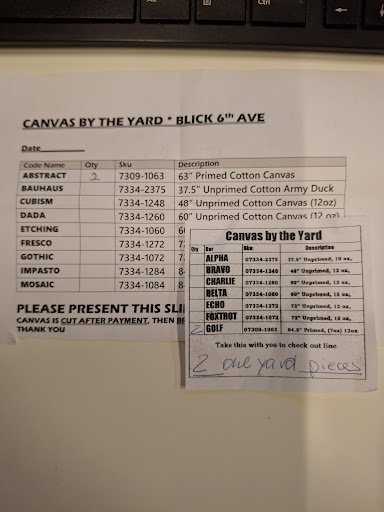 Alt
Ctrl
CANVAS BY THE YARD * BLICK 6th AVE
Date
Code Name Qty Sku Description
ABSTRACT 2 7309-1063 63" Primed Cotton Canvas
BAUHAUS 7334-2375 37.5" Unprimed Cotton Army Duck
CUBISM 7334-1248 48" Unprimed Cotton Canvas (12oz)
DADA 7334-1260 60" Unprimed Cotton Canvas (12 oz)
ETCHING 7334-1060
FRESCO 7334-1272
GOTHIC 7334-1072
IMPASTO 7334-1284
MOSAIC 7334-1084
PLEASE PRESENT THIS SLI
CANVAS IS CUT AFTER PAYMENT, THEN BE
THANK YOU
Canvas by the Yard
Qty Bar Sku: Description
ALPHA 07334-2375 37.5" Unprimed, 12 oz,
BRAVO 07334-1248 48" Unprimed, 12 oz,
CHARLIE 07334-1260 60" Unprimed, 12 oz,
DELTA 07334-1060 60" Unprimed, 10 oz,
ECHO 07334-1272 72" Unprimed, 12 oz,
FOXTROT 07334-1072 72" Unprimed, 10 oz,
2 GOLF 07309-1063 64.5" Primed, (7oz) 12oz
Take this with you to check out line
2 one yard pieces